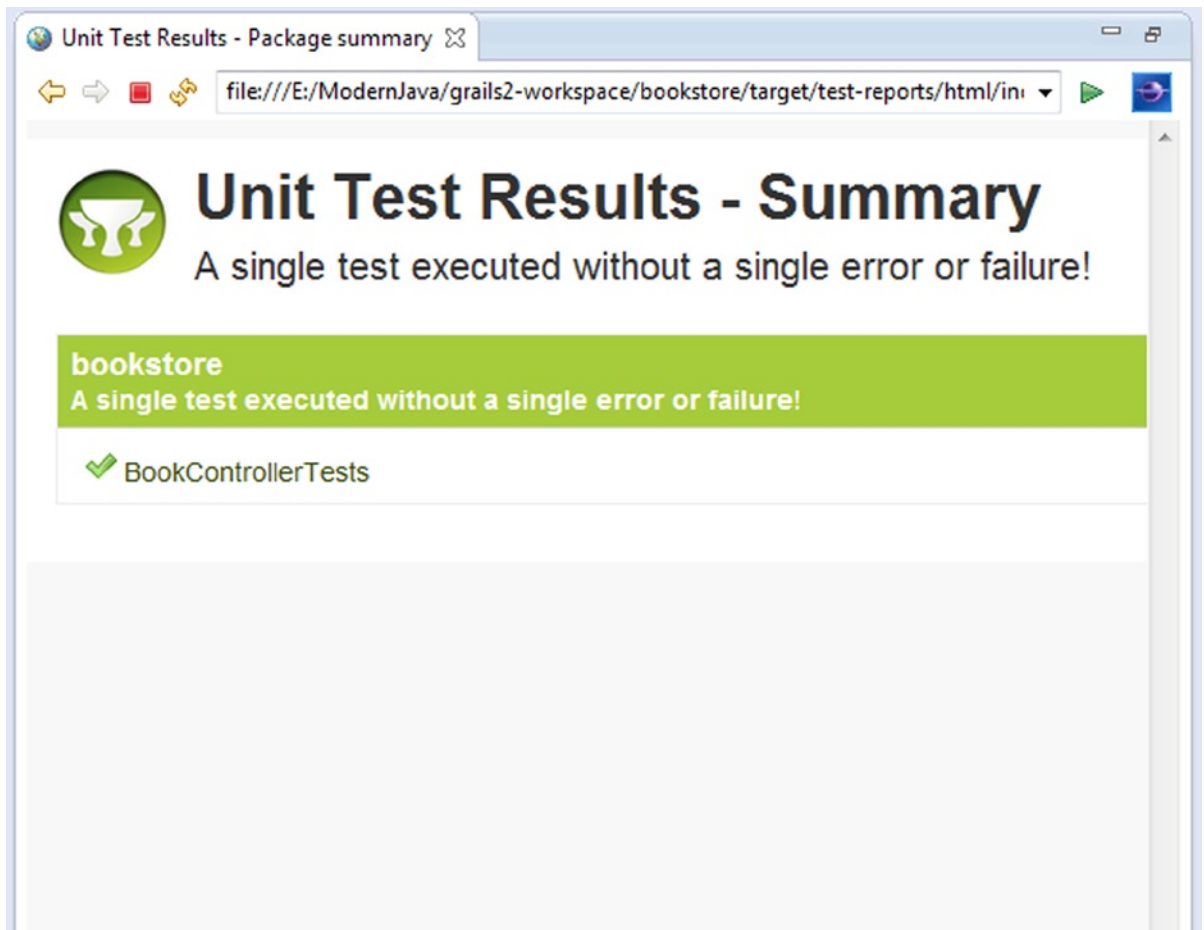 Unit Test Results - Package summary
file:///E:/ModernJava/grails2-workspace/bookstore/target/test-reports/html/in
Unit Test Results - Summary
A single test executed without a single error or failure!
bookstore
A single test executed without a single error or failure!
BookControllerTests